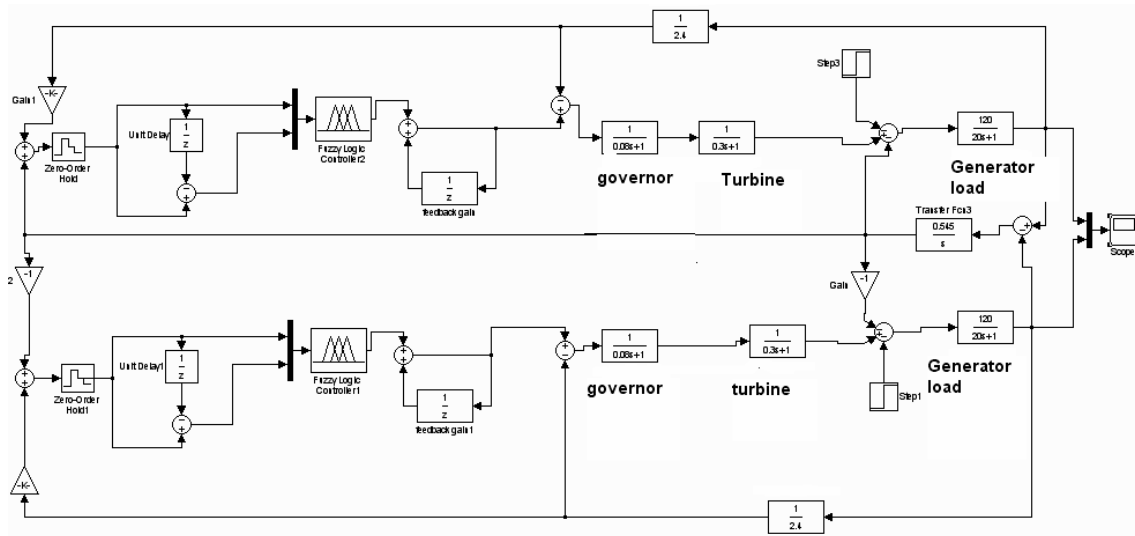 1
2.4
Step3
-K-
Gain1
Unit Delay
1
z
Zero-Order
Hold
Fuzzy Logic
Controller2
1
z
feedback gain
1
0.08s+1
governor
1
0.3s+1
Turbine
120
20s+1
Generator
load
Transfer Fcn3
0.545
s
Scope
-1
2
-1
Gain
Unit Delay1
1
z
Zero-Order
Hold1
Fuzzy Logic
Controller1
1
z
feedback gain1
1
0.08s+1
governor
1
0.3s+1
turbine
Step1
120
20s+1
Generator
load
-K-
1
2.4